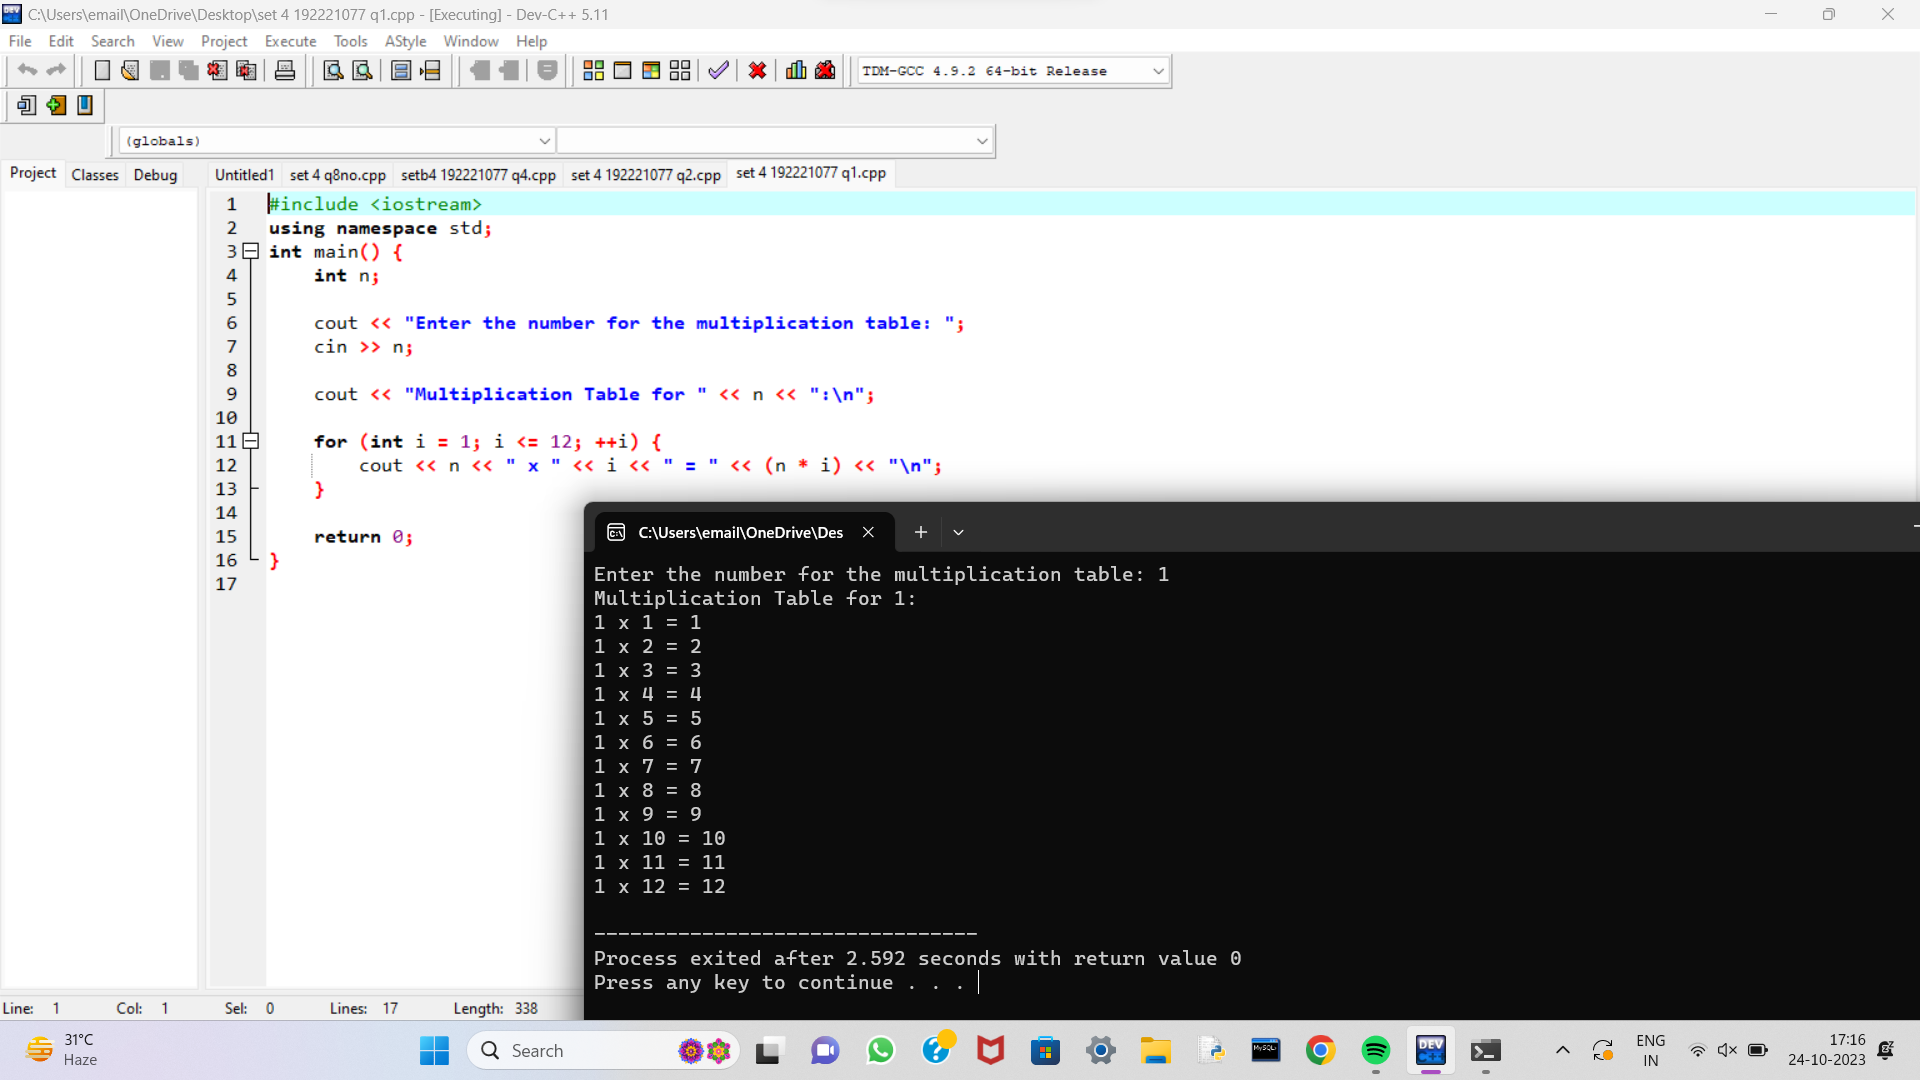 C:\Users\email\OneDrive\Desktop\set 4 192221077 q1.cpp - [Executing] - Dev-C++ 5.11
File Edit Search View Project Execute Tools AStyle Window Help
TDM-GCC 4.9.2 64-bit Release
(globals)
Project Classes Debug Untitled1 set 4 q8no.cpp setb4 192221077 q4.cpp set 4 192221077 q2.cpp set 4 192221077 q1.cpp
1 #include <iostream>
2 using namespace std;
3 int main() {
4 int n;
5
6 cout << "Enter the number for the multiplication table: ";
7 cin >> n;
8
9 cout << "Multiplication Table for " << n << ":\n";
10
11 for (int i = 1; i <= 12; ++i) {
12 cout << n << " x " << i << " = " << (n * i) << "\n";
13 }
14
15 return 0;
16 }
17
C:\Users\email\OneDrive\Des
Enter the number for the multiplication table: 1
Multiplication Table for 1:
1 x 1 = 1
1 x 2 = 2
1 x 3 = 3
1 x 4 = 4
1 x 5 = 5
1 x 6 = 6
1 x 7 = 7
1 x 8 = 8
1 x 9 = 9
1 x 10 = 10
1 x 11 = 11
1 x 12 = 12
--------------------------------
Process exited after 2.592 seconds with return value 0
Press any key to continue . . .
Line: 1 Col: 1 Sel: 0 Lines: 17 Length: 338
31°C
Haze
Search
MySQL
DEV
C++
ENG
IN
17:16
24-10-2023